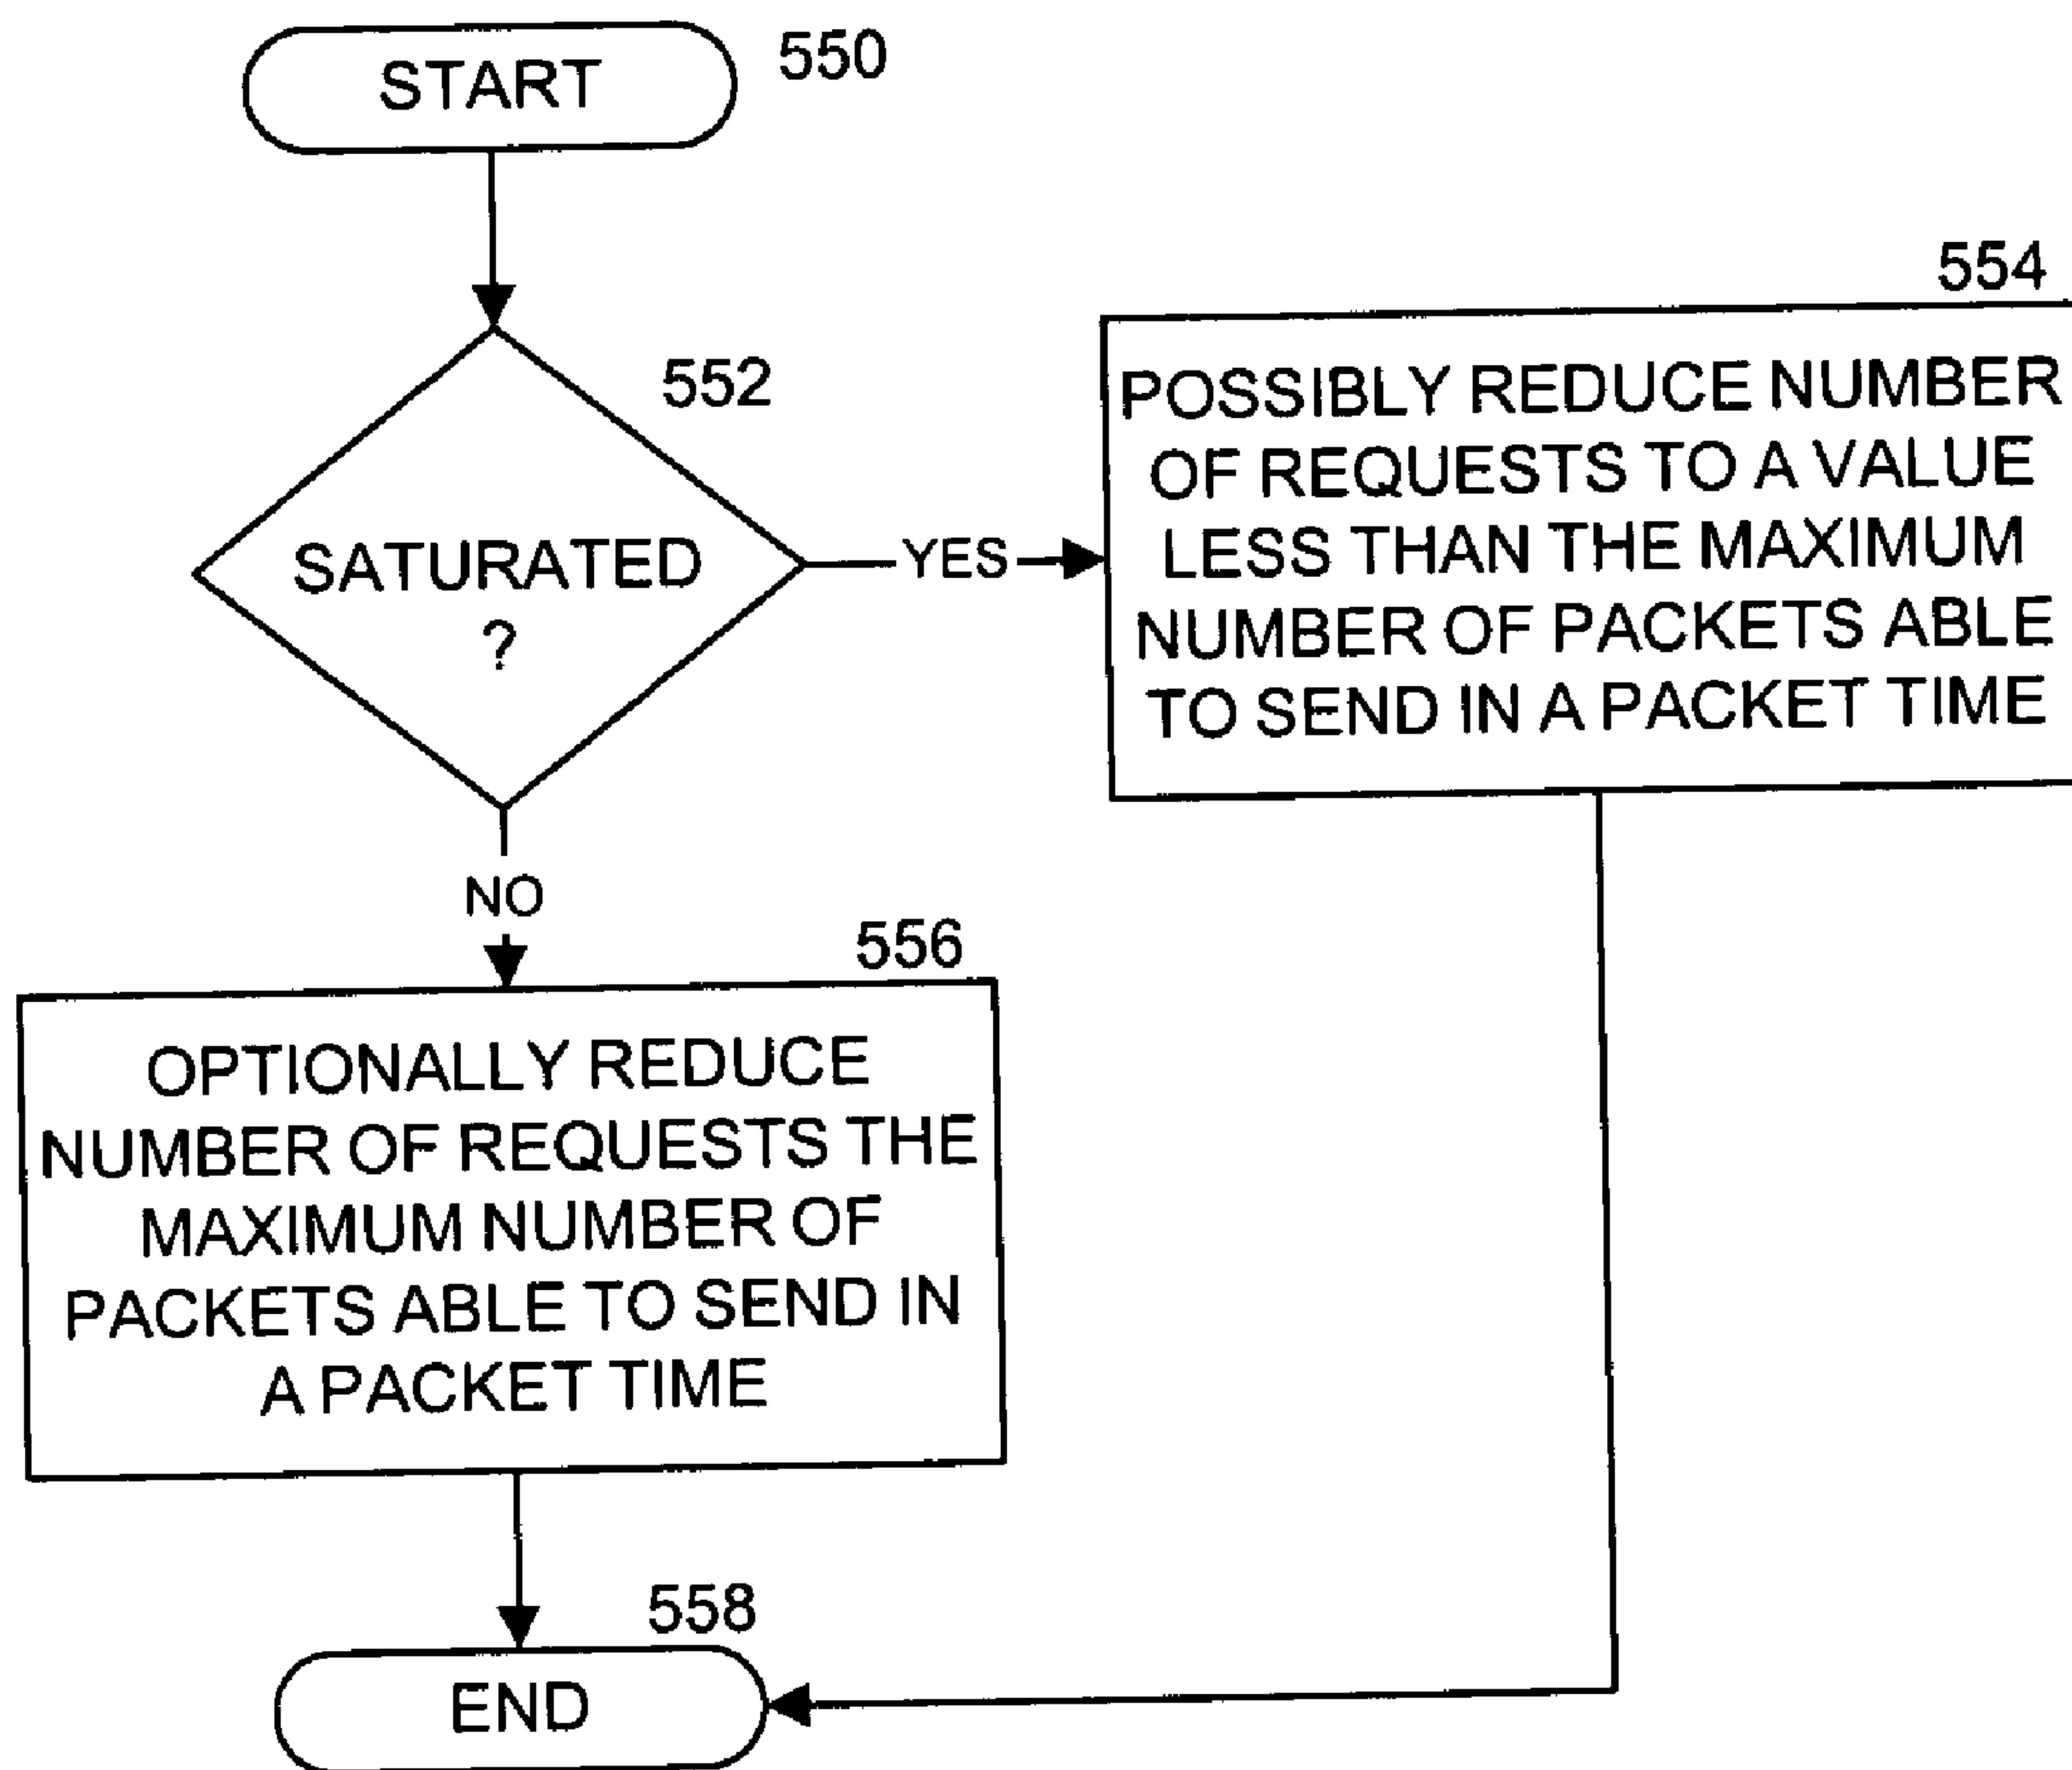 START
550
552
SATURATED
?
YES
554
POSSIBLY REDUCE NUMBER
OF REQUESTS TO A VALUE
LESS THAN THE MAXIMUM
NUMBER OF PACKETS ABLE
TO SEND IN A PACKET TIME
NO
556
OPTIONALLY REDUCE
NUMBER OF REQUESTS THE
MAXIMUM NUMBER OF
PACKETS ABLE TO SEND IN
A PACKET TIME
558
END